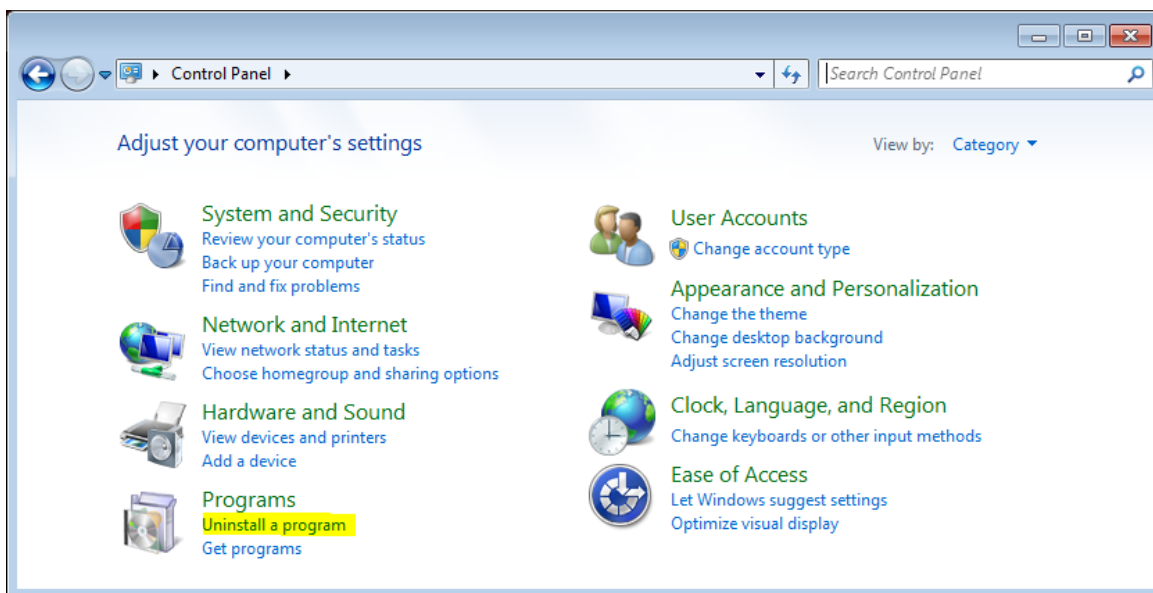 Control Panel
Search Control Panel
Adjust your computer's settings
View by: Category
System and Security
Review your computer's status
Back up your computer
Find and fix problems
Network and Internet
View network status and tasks
Choose homegroup and sharing options
Hardware and Sound
View devices and printers
Add a device
Programs
Uninstall a program
Get programs
User Accounts
Change account type
Appearance and Personalization
Change the theme
Change desktop background
Adjust screen resolution
Clock, Language, and Region
Change keyboards or other input methods
Ease of Access
Let Windows suggest settings
Optimize visual display